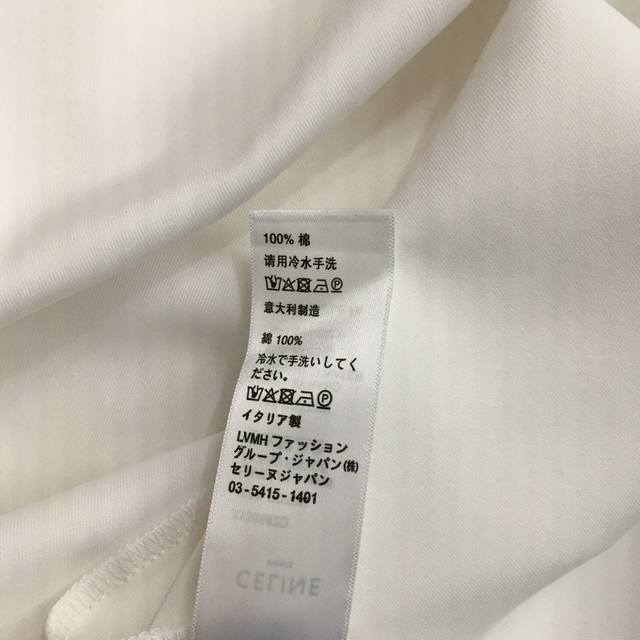 100% 棉
请用冷水手洗
意大利制造
綿 100%
冷水で手洗いしてく
ださい。
イタリア製
LVMH ファッション
グループ・ジャパン(株)
セリーヌジャパン
03-5415-1401
CELINE